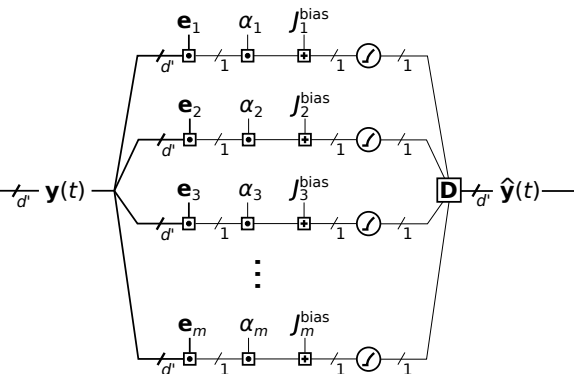 e₁ α₁ J₁ᵇⁱᵃˢ
d' 1 1 1
e₂ α₂ J₂ᵇⁱᵃˢ
d' 1 1 1
d' y(t) D d' ŷ(t)
e₃ α₃ J₃ᵇⁱᵃˢ
d' 1 1 1
⋮
eₘ αₘ Jₘᵇⁱᵃˢ
d' 1 1 1